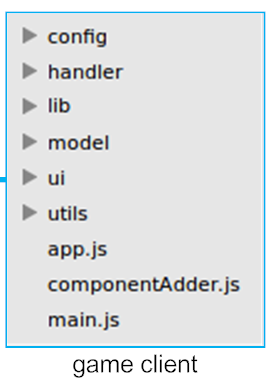 config
handler
lib
model
ui
utils
app.js
componentAdder.js
main.js
game client